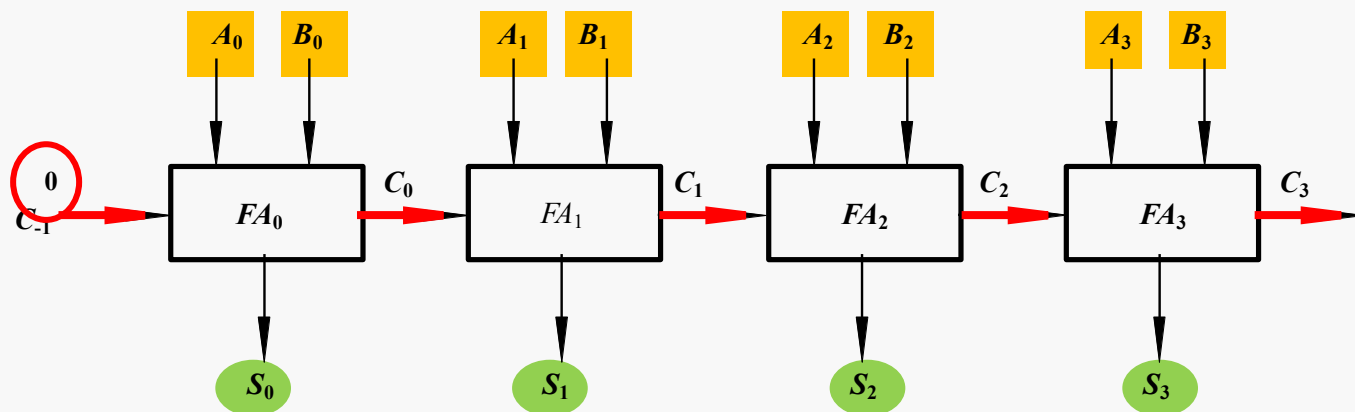 A₀ B₀ A₁ B₁ A₂ B₂ A₃ B₃
0 C₀ C₁ C₂ C₃
C₋₁ FA₀ FA₁ FA₂ FA₃
S₀ S₁ S₂ S₃